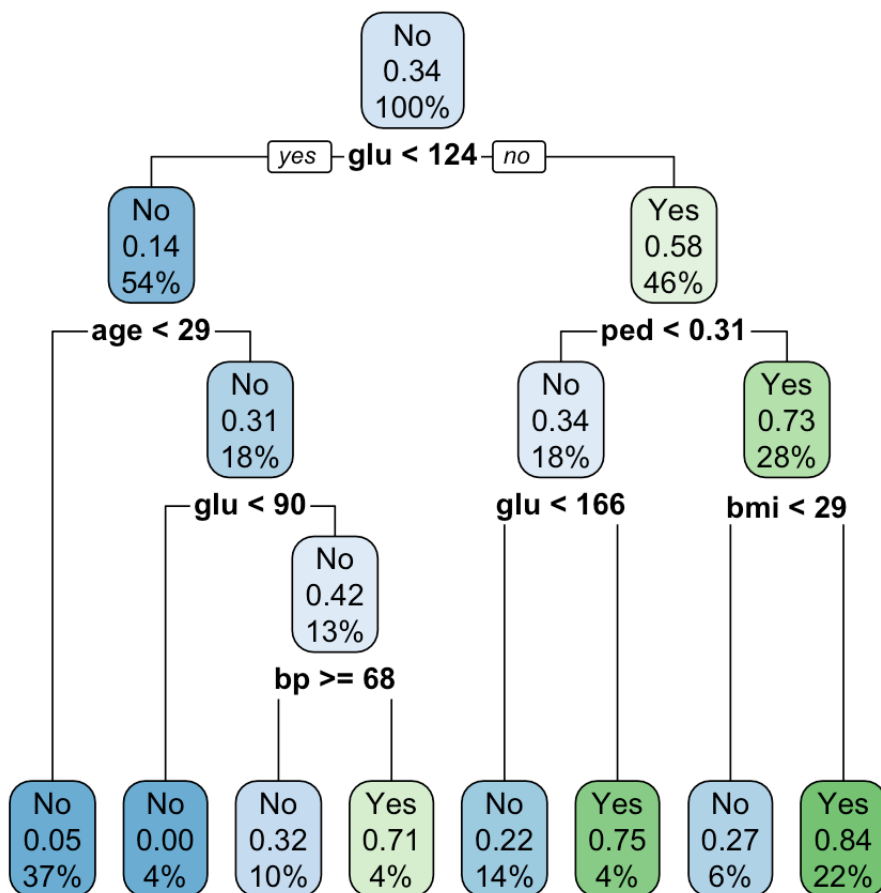 No
0.34
100%
yes glu < 124 no
No
0.14
54%
Yes
0.58
46%
age < 29
ped < 0.31
No
0.31
18%
No
0.34
18%
Yes
0.73
28%
glu < 90
glu < 166
bmi < 29
No
0.42
13%
bp >= 68
No
0.05
37%
No
0.00
4%
No
0.32
10%
Yes
0.71
4%
No
0.22
14%
Yes
0.75
4%
No
0.27
6%
Yes
0.84
22%